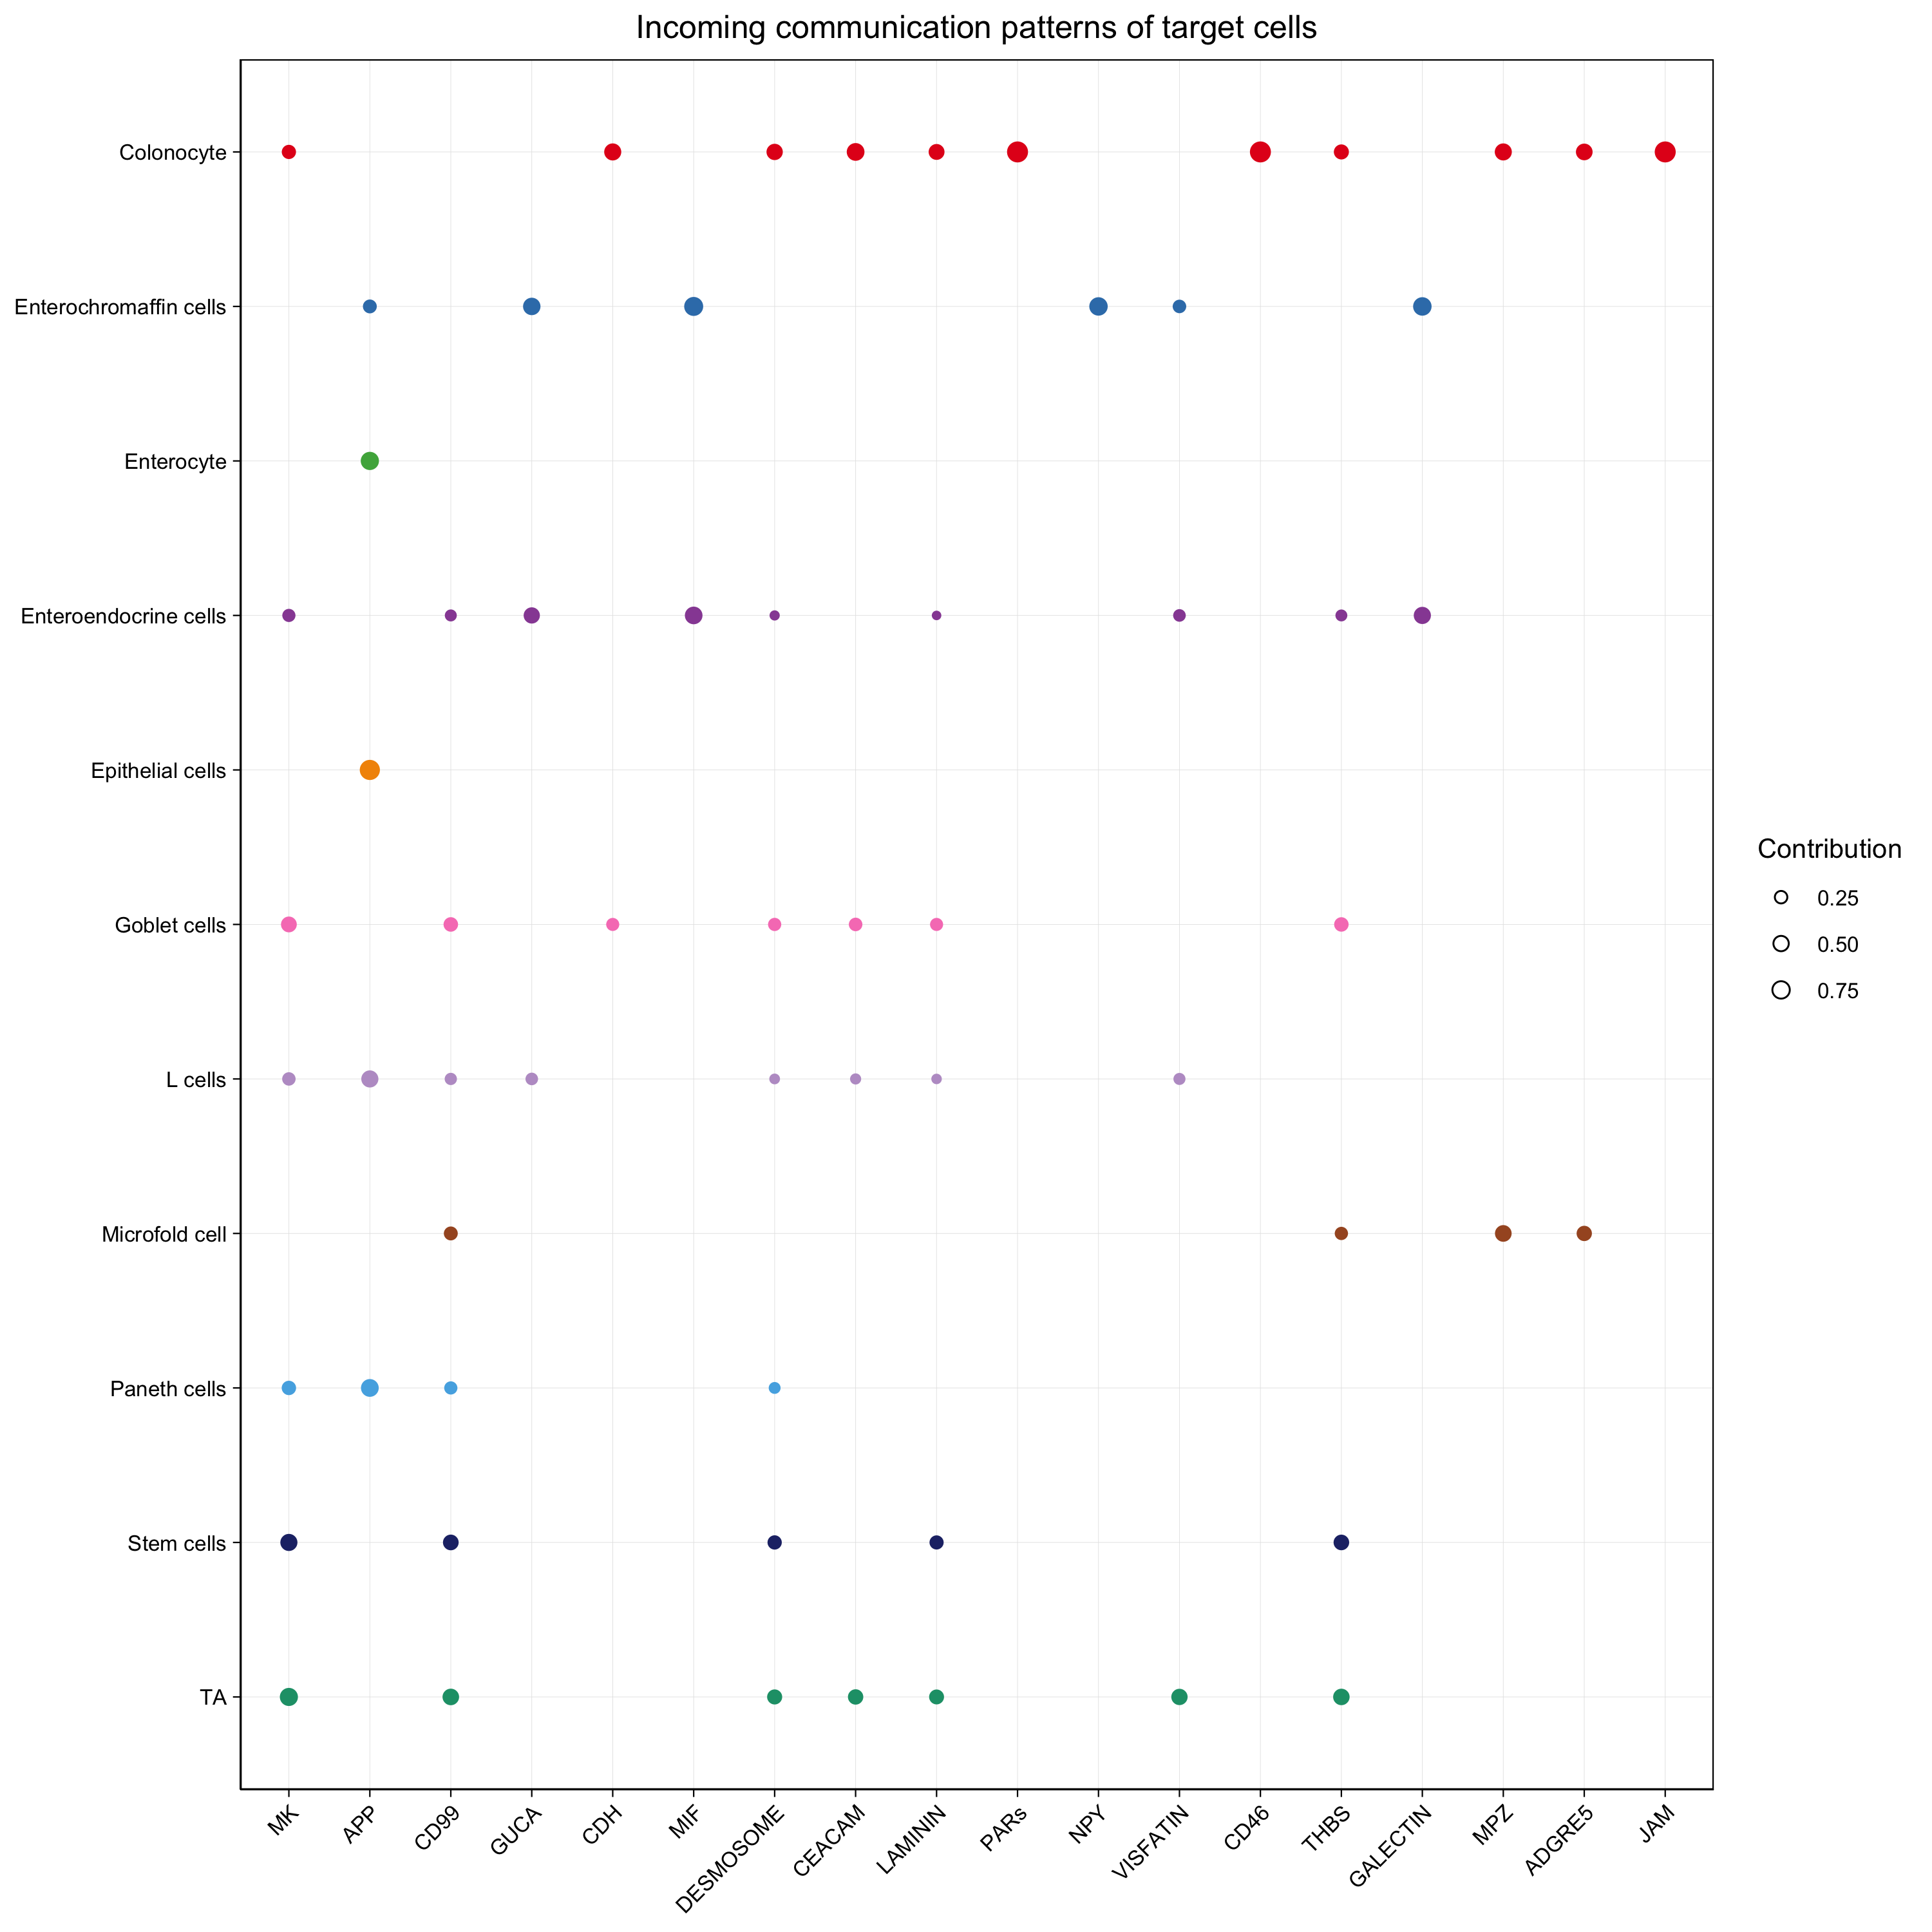 Incoming communication patterns of target cells
Colonocyte
Enterochromaffin cells
Enterocyte
Enteroendocrine cells
Epithelial cells
Goblet cells
L cells
Microfold cell
Paneth cells
Stem cells
TA
MK
APP
CD99
GUCA
CDH
MIF
DESMOSOME
CEACAM
LAMININ
PARs
NPY
VISFATIN
CD46
THBS
GALECTIN
MPZ
ADGRE5
JAM
Contribution
0.25
0.50
0.75